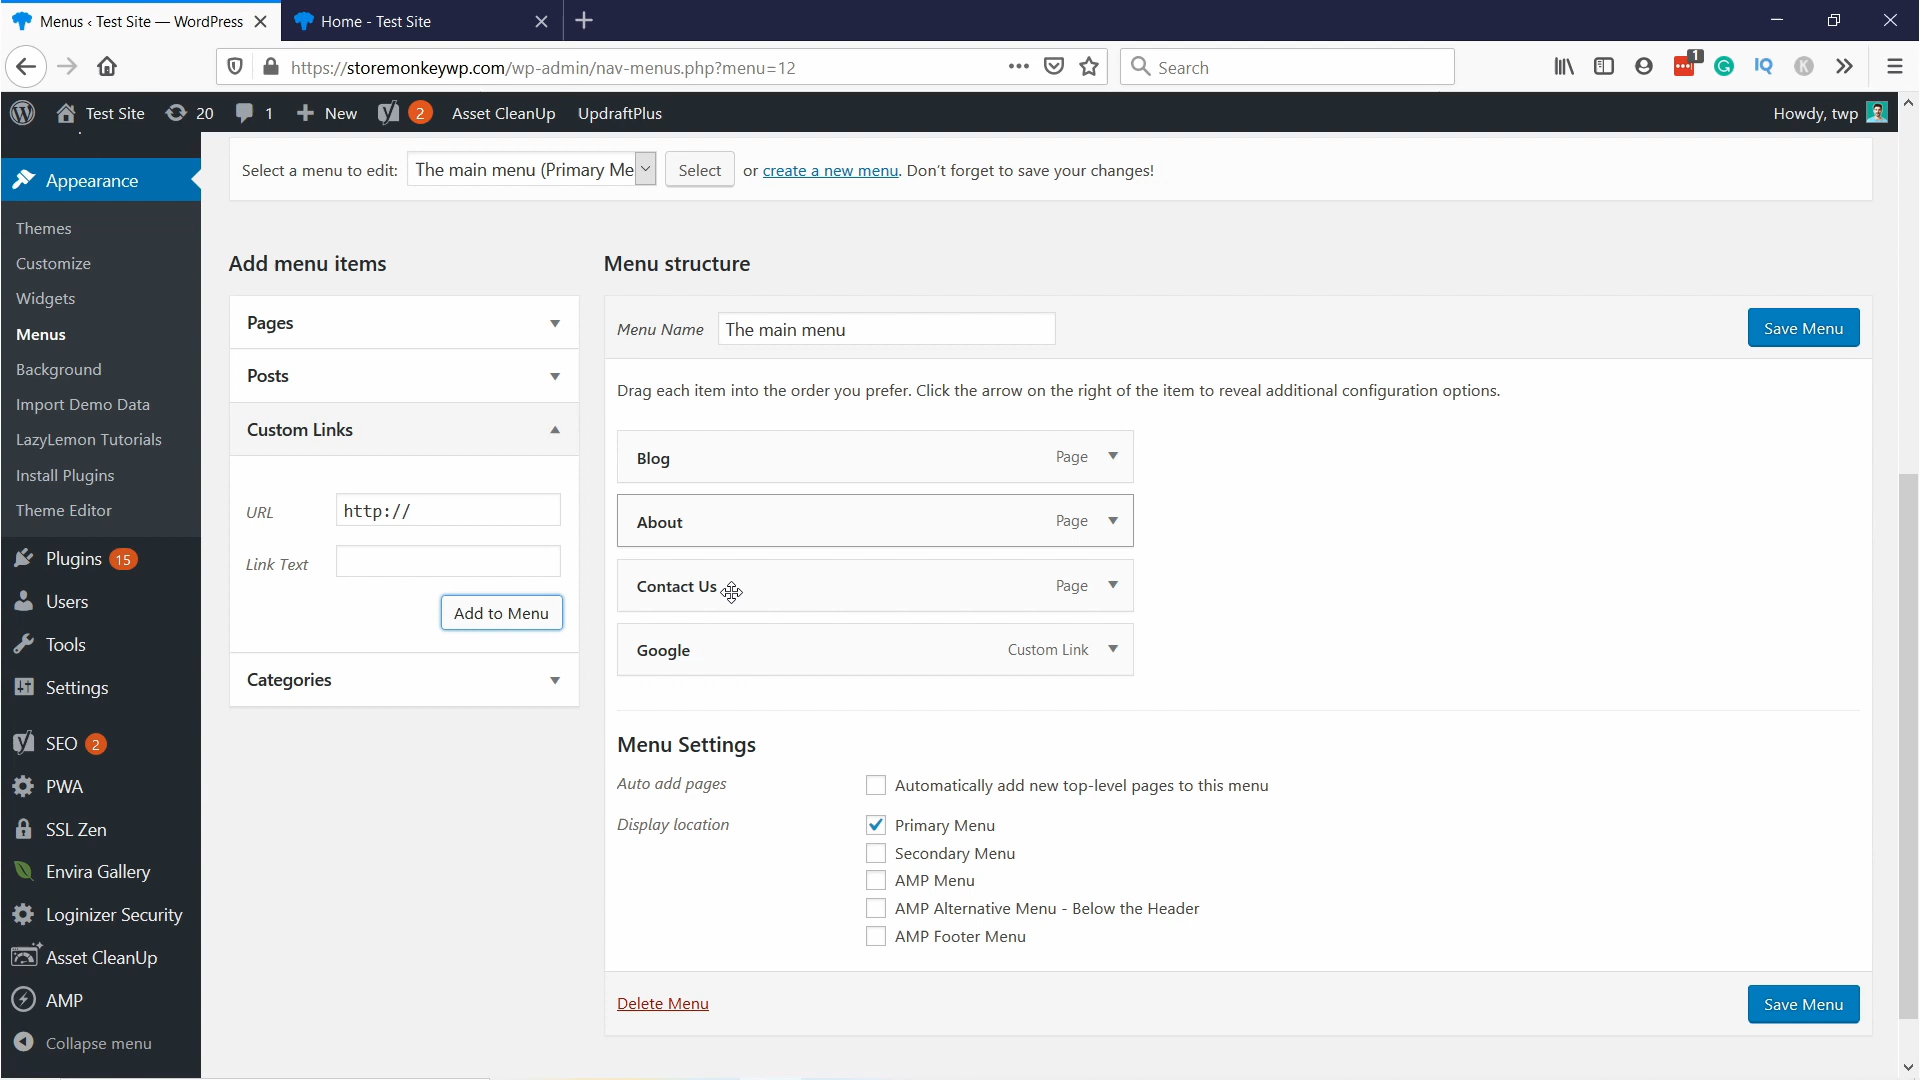 Menus ‹ Test Site — WordPress
Home - Test Site
https://storemonkeywp.com/wp-admin/nav-menus.php?menu=12
Search
1
IQ
K
Test Site
20
1
New
2
Asset CleanUp
UpdraftPlus
Howdy, twp
Appearance
Themes
Customize
Widgets
Menus
Background
Import Demo Data
LazyLemon Tutorials
Install Plugins
Theme Editor
Plugins 15
Users
Tools
Settings
SEO 2
PWA
SSL Zen
Envira Gallery
Loginizer Security
Asset CleanUp
AMP
Collapse menu
Select a menu to edit: The main menu (Primary Me Select or create a new menu. Don't forget to save your changes!
Add menu items
Pages
Posts
Custom Links
URL http://
Link Text
Add to Menu
Categories
Menu structure
Menu Name The main menu
Save Menu
Drag each item into the order you prefer. Click the arrow on the right of the item to reveal additional configuration options.
Blog Page
About Page
Contact Us Page
Google Custom Link
Menu Settings
Auto add pages Automatically add new top-level pages to this menu
Display location Primary Menu
Secondary Menu
AMP Menu
AMP Alternative Menu - Below the Header
AMP Footer Menu
Delete Menu
Save Menu